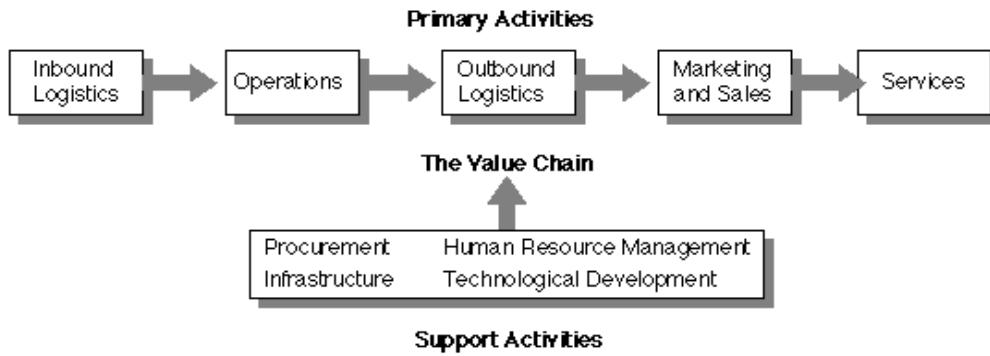 Primary Activities
Inbound
Logistics
Operations
Outbound
Logistics
Marketing
and Sales
Services
The Value Chain
Procurement Human Resource Management
Infrastructure Technological Development
Support Activities